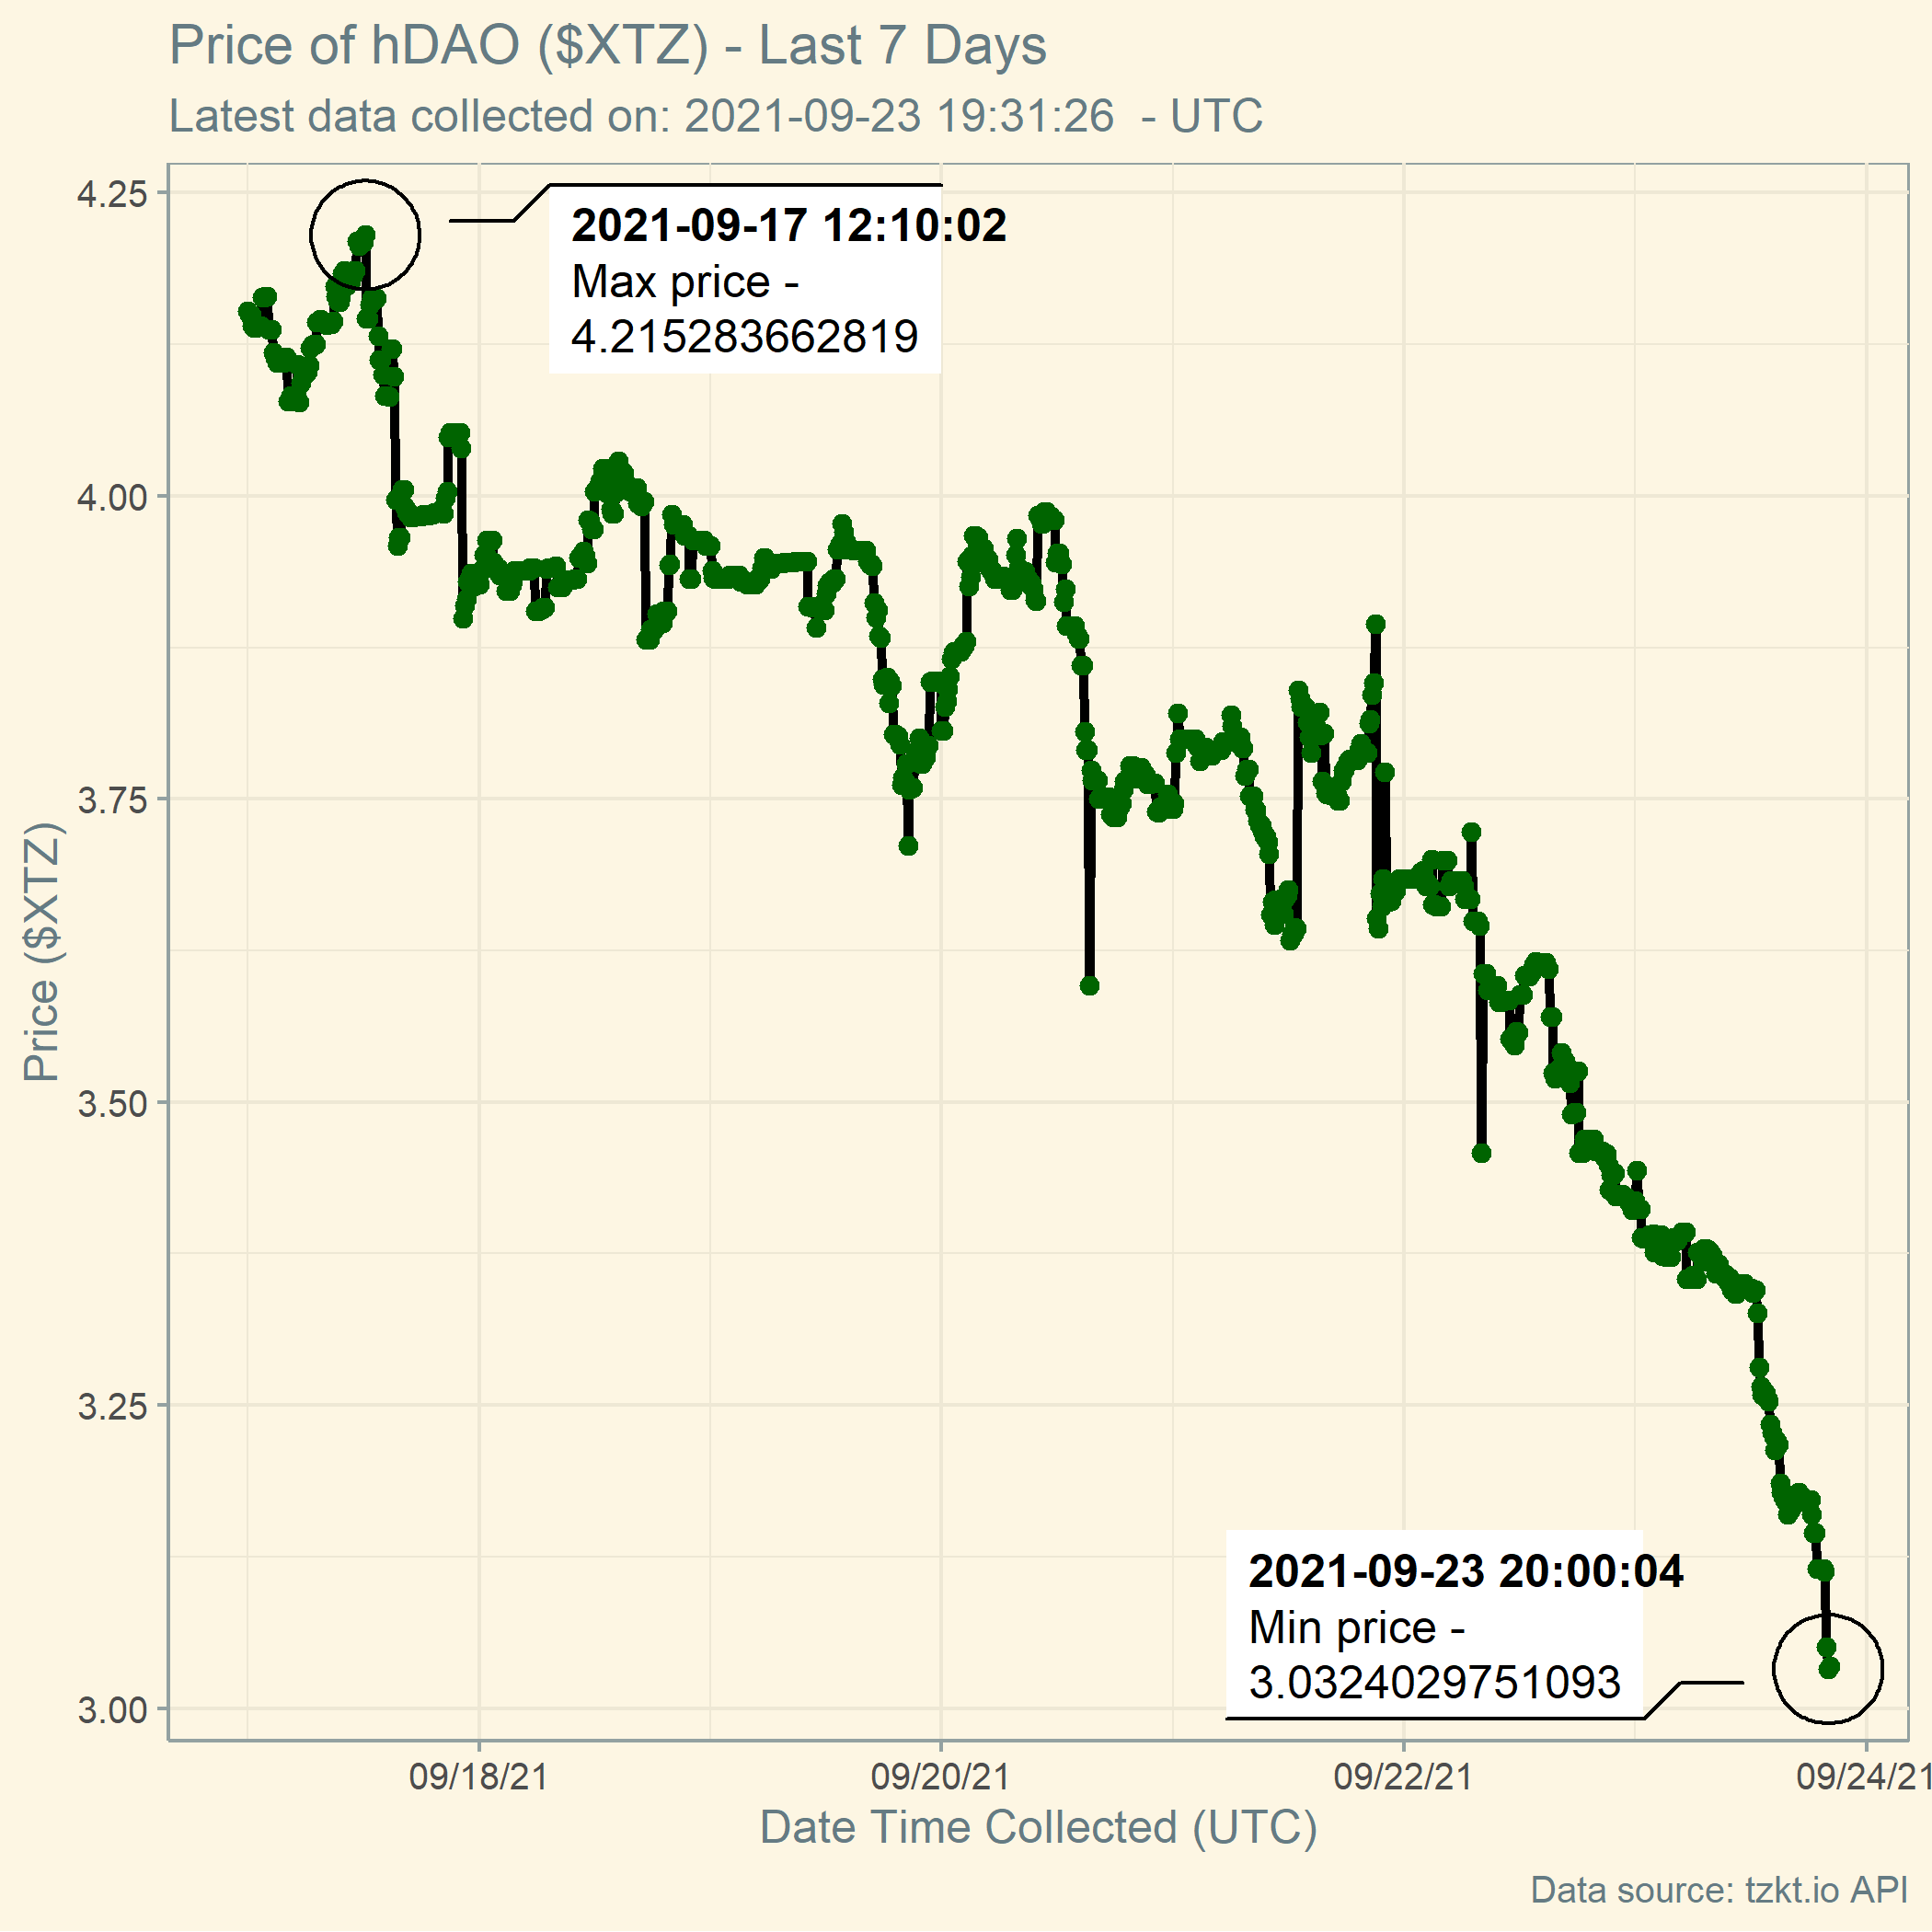 Price of hDAO ($XTZ) - Last 7 Days
Latest data collected on: 2021-09-23 19:31:26  - UTC
4.25
4.00
3.75
3.50
3.25
3.00
Price ($XTZ)
2021-09-17 12:10:02
Max price -
4.215283662819
2021-09-23 20:00:04
Min price -
3.0324029751093
09/18/21
09/20/21
09/22/21
09/24/21
Date Time Collected (UTC)
Data source: tzkt.io API